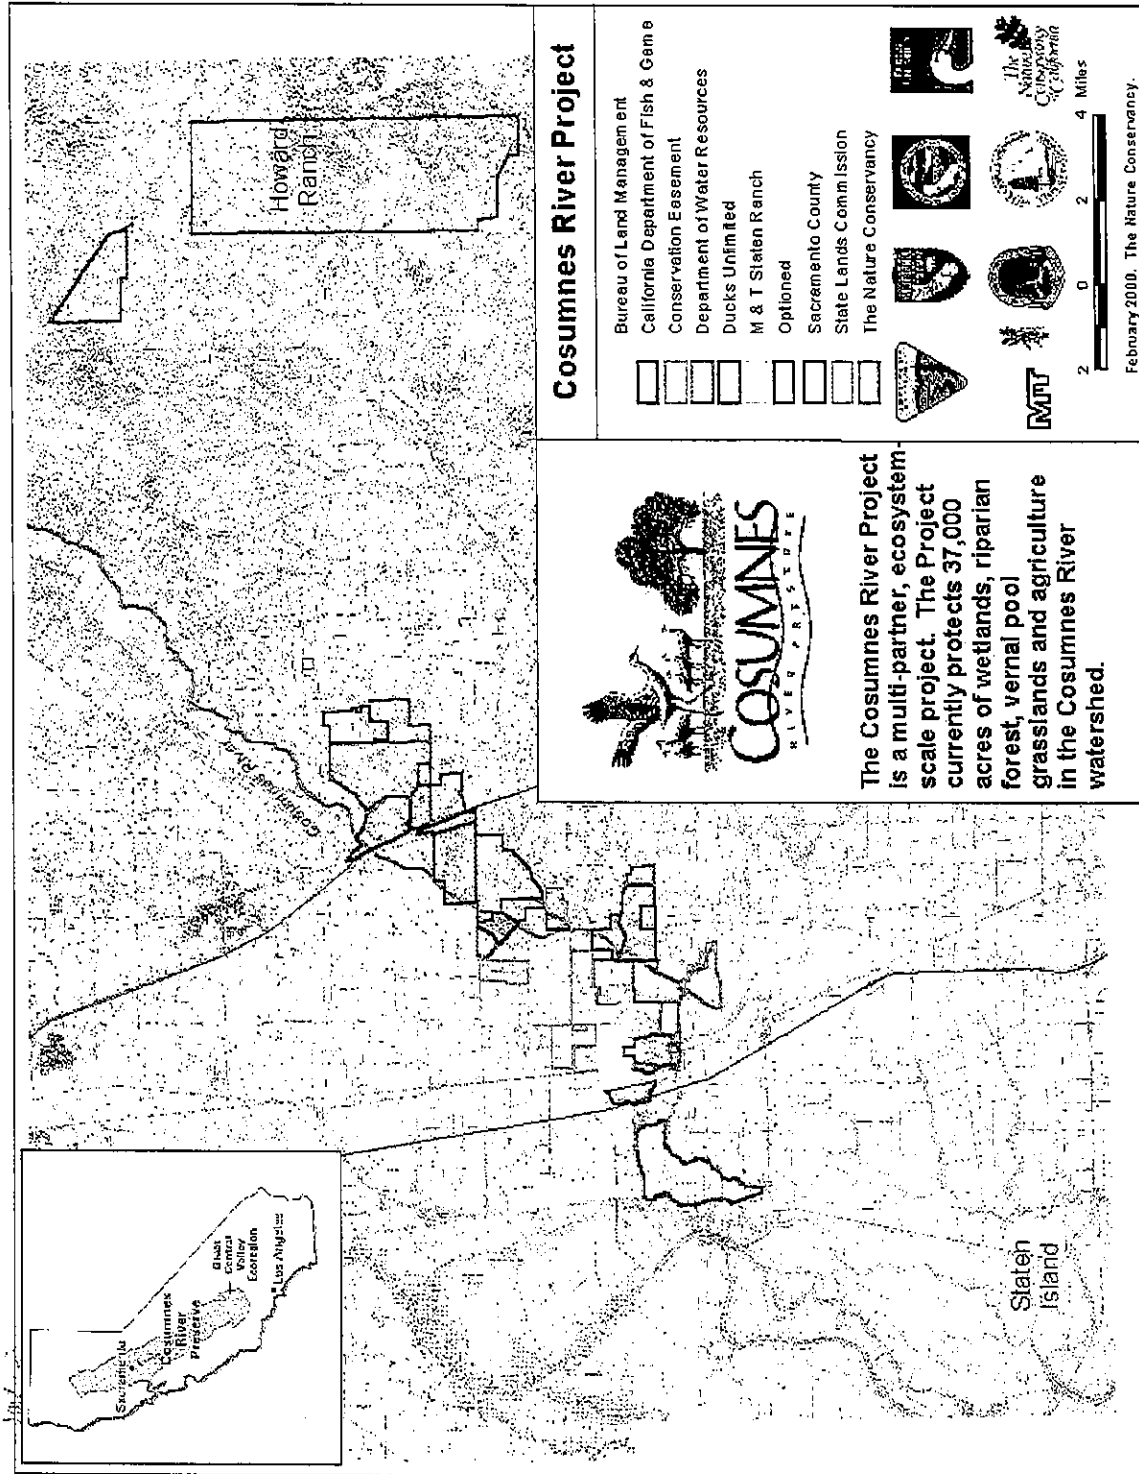 Cosumnes River Project
Bureau of Land Management
California Department of Fish & Game
Conservation Easement
Department of Water Resources
Ducks Unlimited
M & T Staten Ranch
Optioned
Sacramento County
State Lands Commission
The Nature Conservancy
The
Nature
Conservancy
California
M&T
2 0 2 4 Miles
February 2000. The Nature Conservancy.
COSUMNES
RIVER PRESERVE
The Cosumnes River Project
is a multi-partner, ecosystem-
scale project. The Project
currently protects 37,000
acres of wetlands, riparian
forest, vernal pool
grasslands and agriculture
in the Cosumnes River
watershed.
Howard
Ranch
Cosumnes River
Staten
Island
Sacramento
Cosumnes
River
Preserve
Great
Central
Valley
Ecoregion
Los Angeles